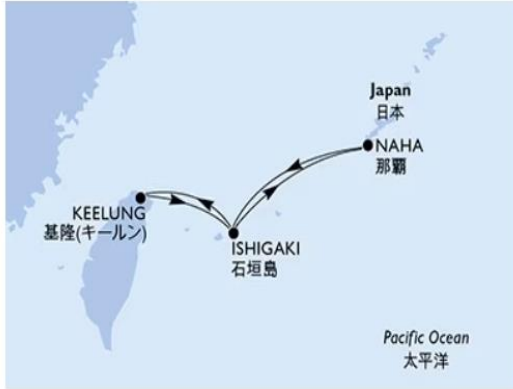 Japan
日本
NAHA
那覇
KEELUNG
基隆(キールン)
ISHIGAKI
石垣島
Pacific Ocean
太平洋